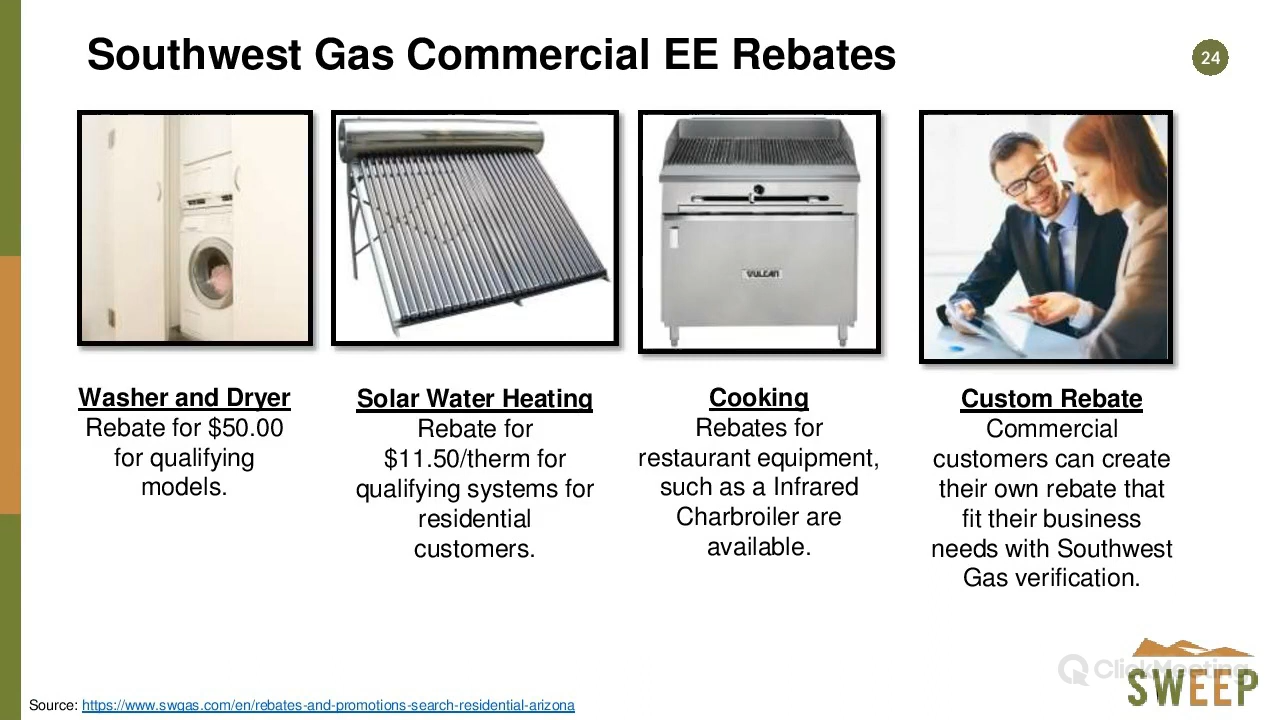 Southwest Gas Commercial EE Rebates
24
VULCAN
Washer and Dryer
Rebate for $50.00
for qualifying
models.
Solar Water Heating
Rebate for
$11.50/therm for
qualifying systems for
residential
customers.
Cooking
Rebates for
restaurant equipment,
such as a Infrared
Charbroiler are
available.
Custom Rebate
Commercial
customers can create
their own rebate that
fit their business
needs with Southwest
Gas verification.
ClickMeeting
SWEEP
Source: https://www.swgas.com/en/rebates-and-promotions-search-residential-arizona